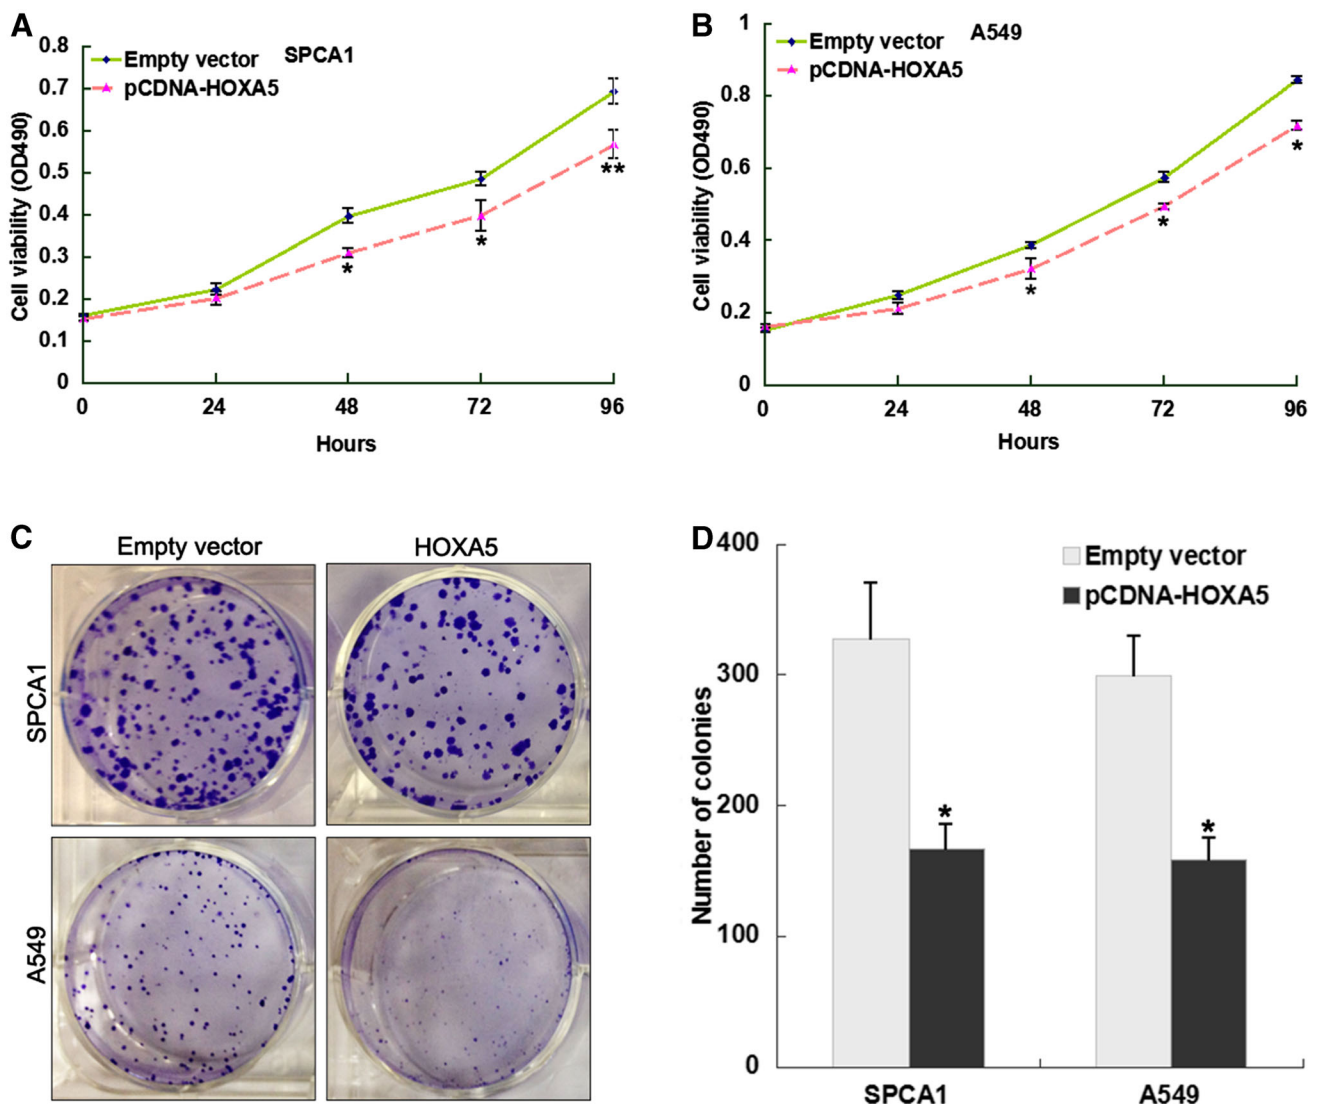 A
SPCA1
Empty vector
pCDNA-HOXA5
Cell viability (OD490)
0.8
0.7
0.6
0.5
0.4
0.3
0.2
0.1
0
*
*
**
0 24 48 72 96
Hours
B
A549
Empty vector
pCDNA-HOXA5
Cell viability (OD490)
1
0.8
0.6
0.4
0.2
0
*
*
*
0 24 48 72 96
Hours
C
Empty vector HOXA5
SPCA1
A549
D
Empty vector
pCDNA-HOXA5
Number of colonies
400
300
200
100
0
*
*
SPCA1 A549